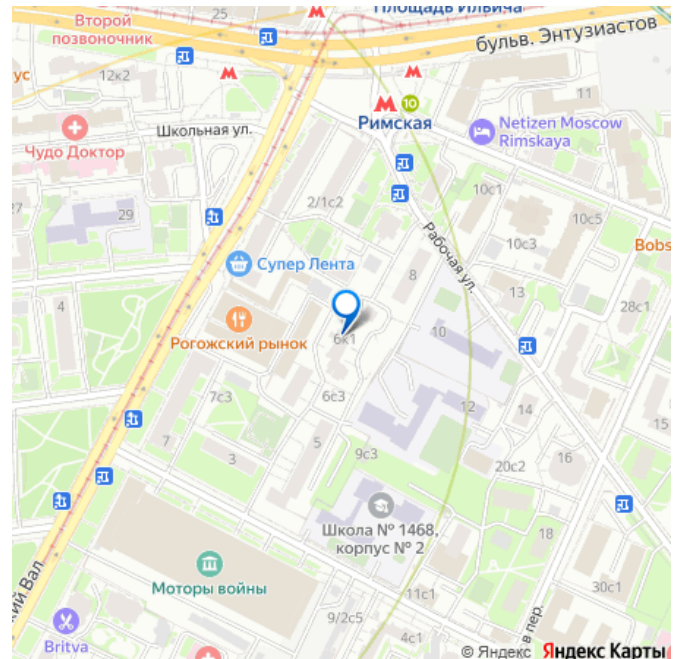 Второй
позвоночник
25
Площадь Ильича
бульв. Энтузиастов
ус
12к2
11
10
Римская
Netizen Moscow
Rimskaya
Школьная ул.
Чудо Доктор
27
29
2/1с2
10с1
10с5
10с3
Bobs
Рабочая ул.
Супер Лента
8
13
28с1
4
10
6к1
Рогожский рынок
7с3
6с3
12
14
15
7
5
3
9с3
20с2
16
Школа № 1468,
корпус № 2
18
Моторы войны
ский Вал
11с1
30с1
9/2с5
4с1
в пер.
Britva
© Яндекс Яндекс Карты